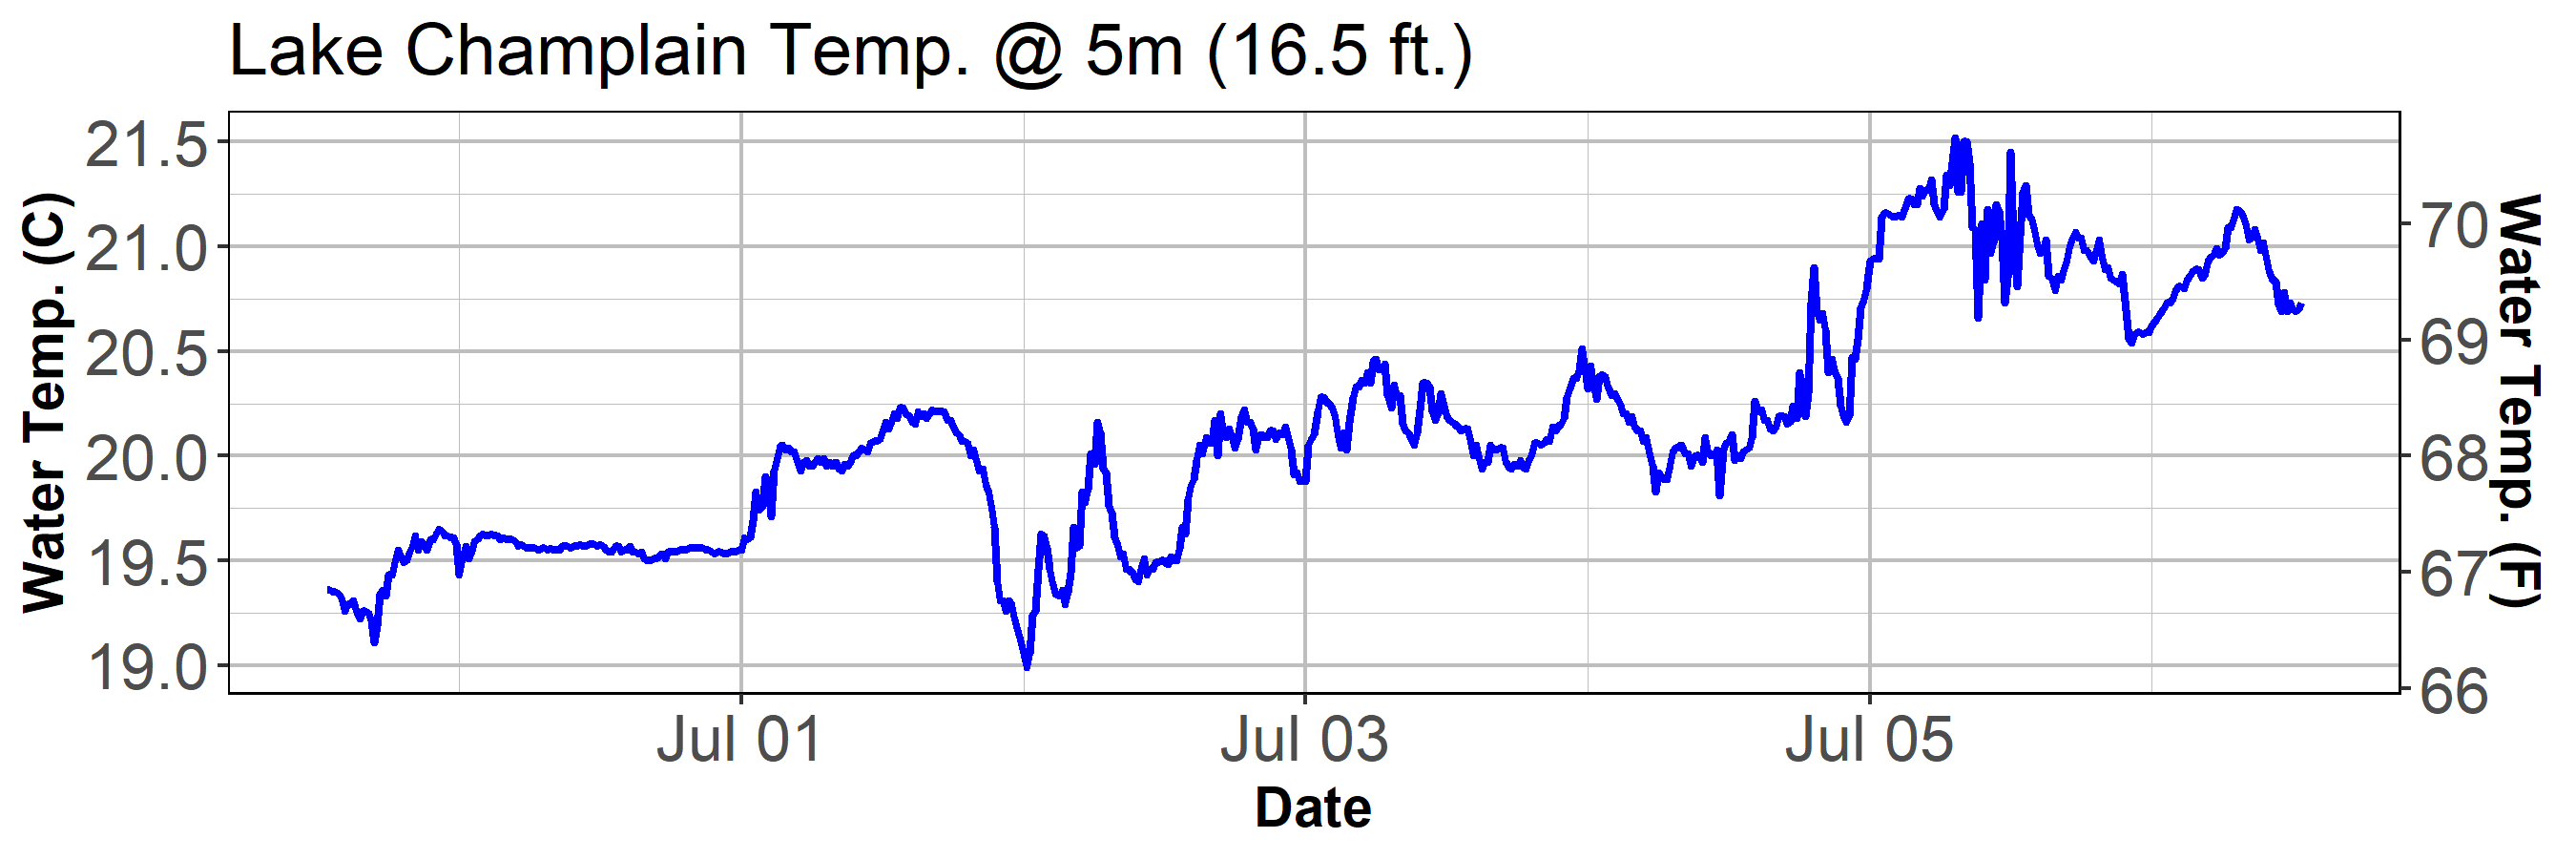 Lake Champlain Temp. @ 5m (16.5 ft.)
Water Temp. (C)
21.5
21.0
20.5
20.0
19.5
19.0
70
69
68
67
66
Water Temp. (F)
Jul 01 Jul 03 Jul 05
Date